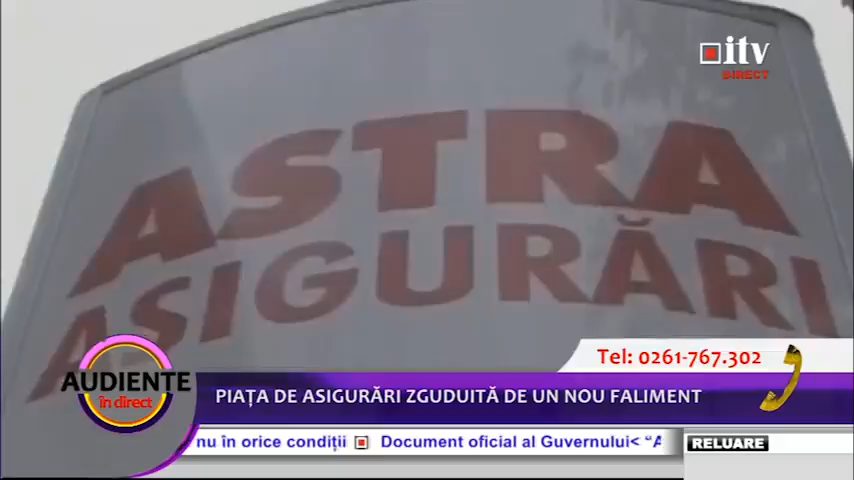 itv
DIRECT
ASTRA
ASIGURĂRI
Tel: 0261-767.302
AUDIENTE
în direct
PIAȚA DE ASIGURĂRI ZGUDUITĂ DE UN NOU FALIMENT
nu în orice condiții Document oficial al Guvernului< "A
RELUARE